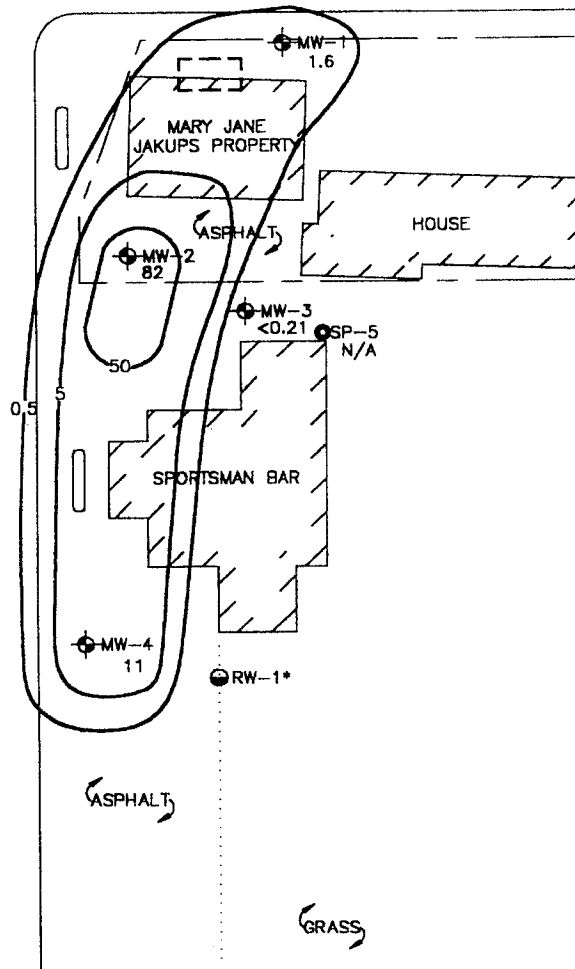 MW-1
1.6
MARY JANE
JAKUPS PROPERTY
ASPHALT
HOUSE
MW-2
82
MW-3
<0.21
SP-5
N/A
50
0.5
5
SPORTSMAN BAR
MW-4
11
RW-1*
ASPHALT
GRASS